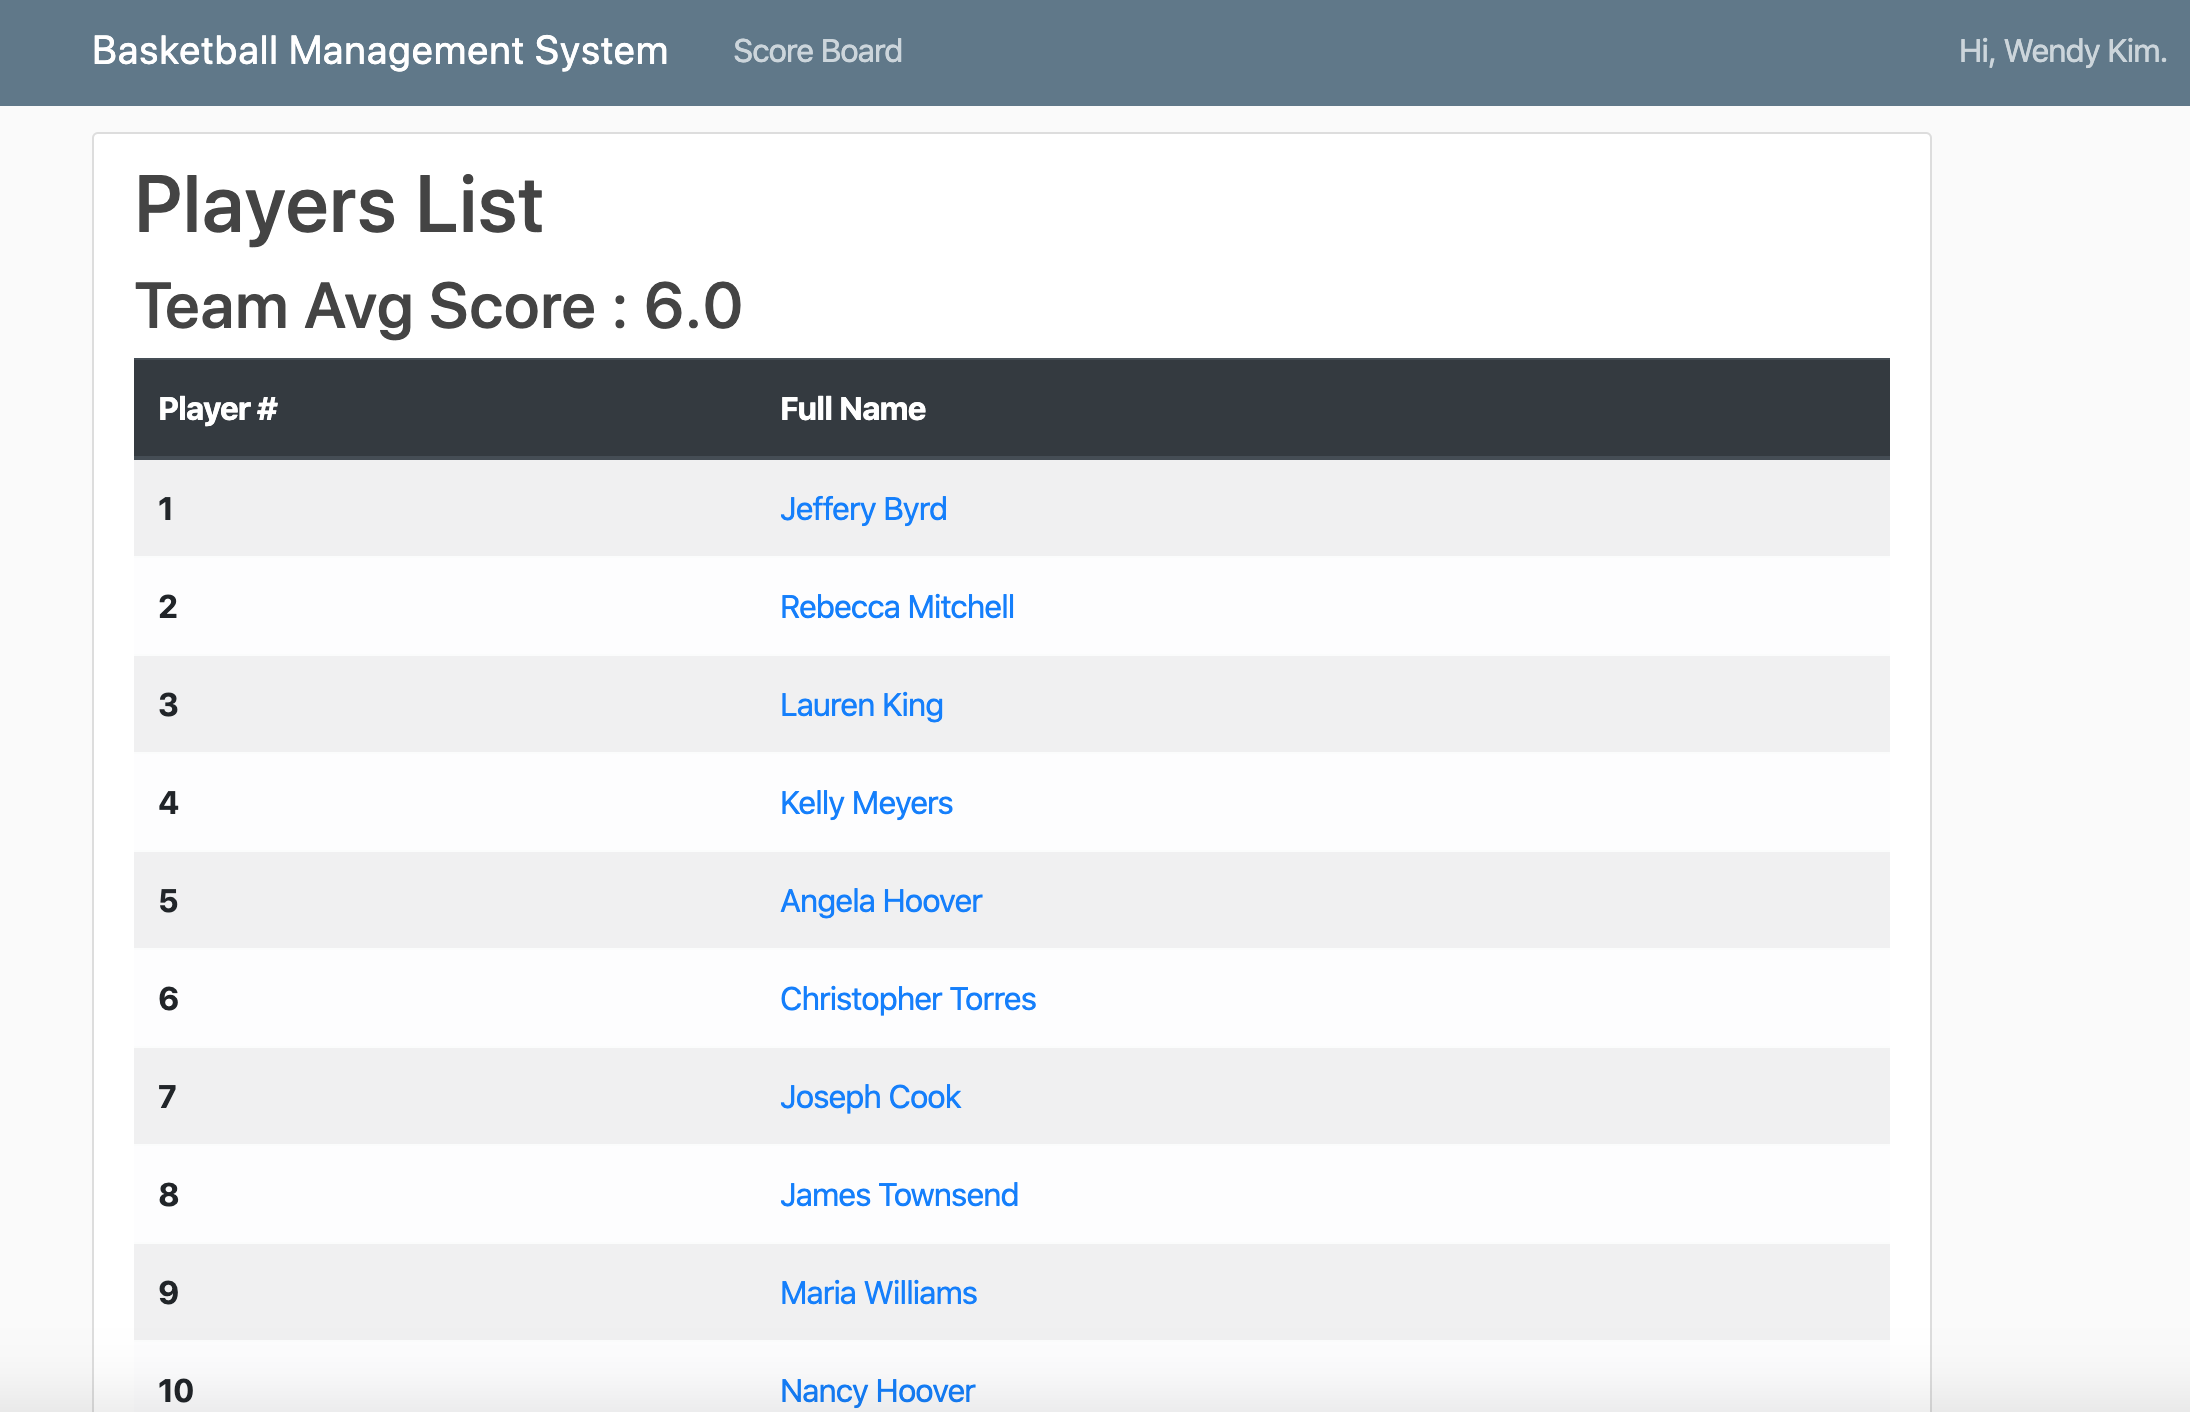 Basketball Management System Score Board Hi, Wendy Kim.
Players List
Team Avg Score : 6.0
Player # Full Name
1 Jeffery Byrd
2 Rebecca Mitchell
3 Lauren King
4 Kelly Meyers
5 Angela Hoover
6 Christopher Torres
7 Joseph Cook
8 James Townsend
9 Maria Williams
10 Nancy Hoover